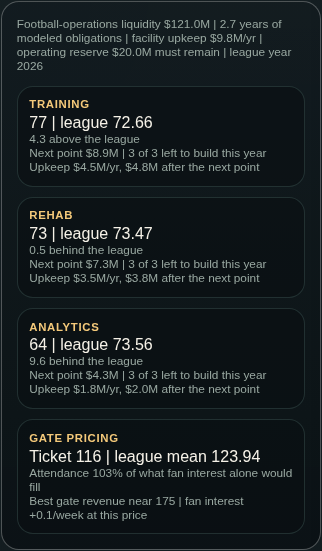 Football-operations liquidity $121.0M | 2.7 years of
modeled obligations | facility upkeep $9.8M/yr |
operating reserve $20.0M must remain | league year
2026
TRAINING
77 | league 72.66
4.3 above the league
Next point $8.9M | 3 of 3 left to build this year
Upkeep $4.5M/yr, $4.8M after the next point
REHAB
73 | league 73.47
0.5 behind the league
Next point $7.3M | 3 of 3 left to build this year
Upkeep $3.5M/yr, $3.8M after the next point
ANALYTICS
64 | league 73.56
9.6 behind the league
Next point $4.3M | 3 of 3 left to build this year
Upkeep $1.8M/yr, $2.0M after the next point
GATE PRICING
Ticket 116 | league mean 123.94
Attendance 103% of what fan interest alone would
fill
Best gate revenue near 175 | fan interest
+0.1/week at this price